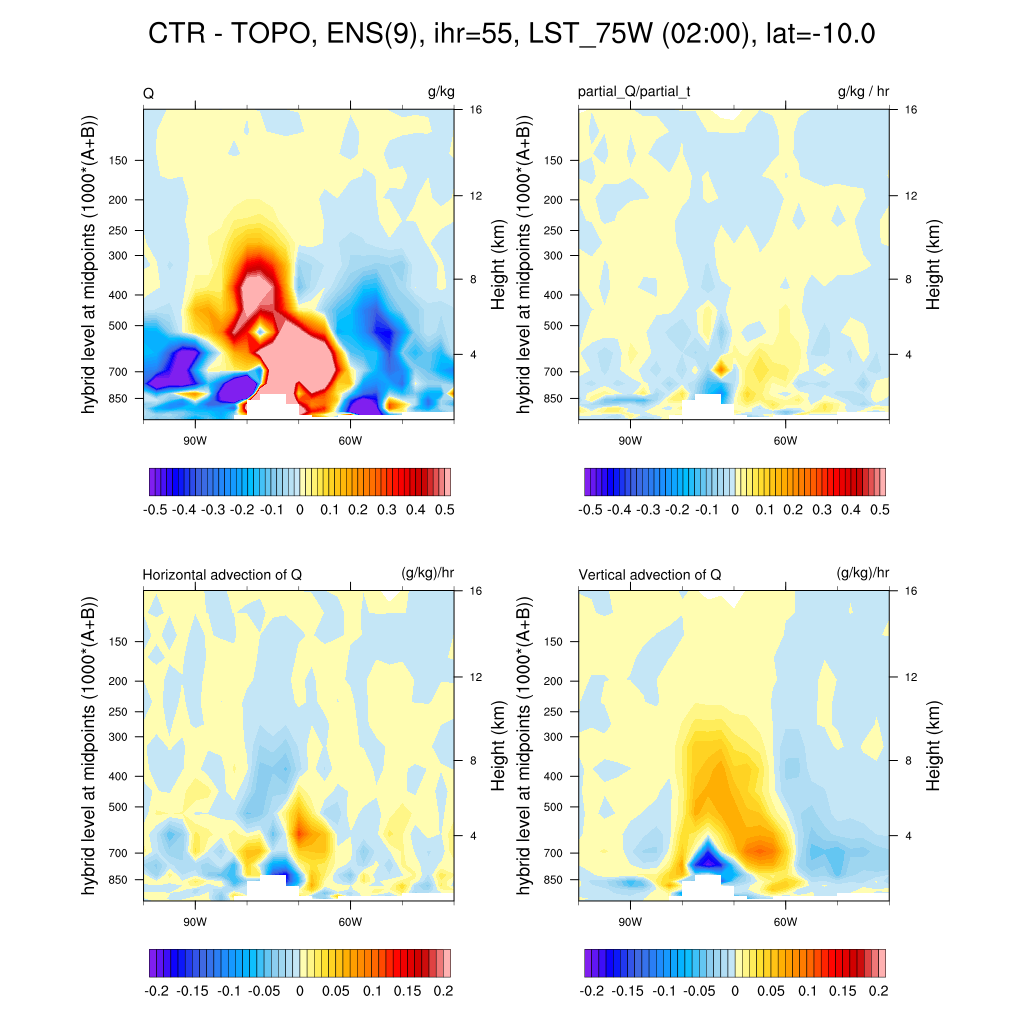 CTR - TOPO, ENS(9), ihr=55, LST_75W (02:00), lat=-10.0
Q g/kg
16
150
12
200
250
300
8
400
500
4
700
850
90W 60W
hybrid level at midpoints (1000*(A+B))
Height (km)
-0.5 -0.4 -0.3 -0.2 -0.1 0 0.1 0.2 0.3 0.4 0.5
partial_Q/partial_t g/kg / hr
16
150
12
200
250
300
8
400
500
4
700
850
90W 60W
hybrid level at midpoints (1000*(A+B))
Height (km)
-0.5 -0.4 -0.3 -0.2 -0.1 0 0.1 0.2 0.3 0.4 0.5
Horizontal advection of Q (g/kg)/hr
16
150
12
200
250
300
8
400
500
4
700
850
90W 60W
hybrid level at midpoints (1000*(A+B))
Height (km)
-0.2 -0.15 -0.1 -0.05 0 0.05 0.1 0.15 0.2
Vertical advection of Q (g/kg)/hr
16
150
12
200
250
300
8
400
500
4
700
850
90W 60W
hybrid level at midpoints (1000*(A+B))
Height (km)
-0.2 -0.15 -0.1 -0.05 0 0.05 0.1 0.15 0.2